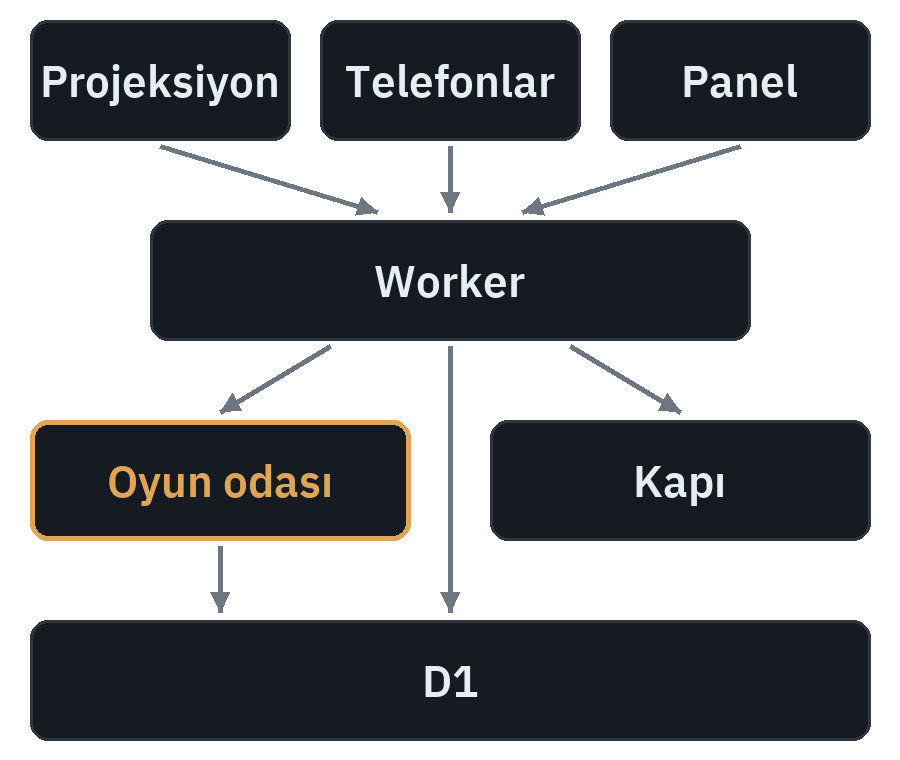 Projeksiyon
Telefonlar
Panel
Worker
Oyun odası
Kapı
D1